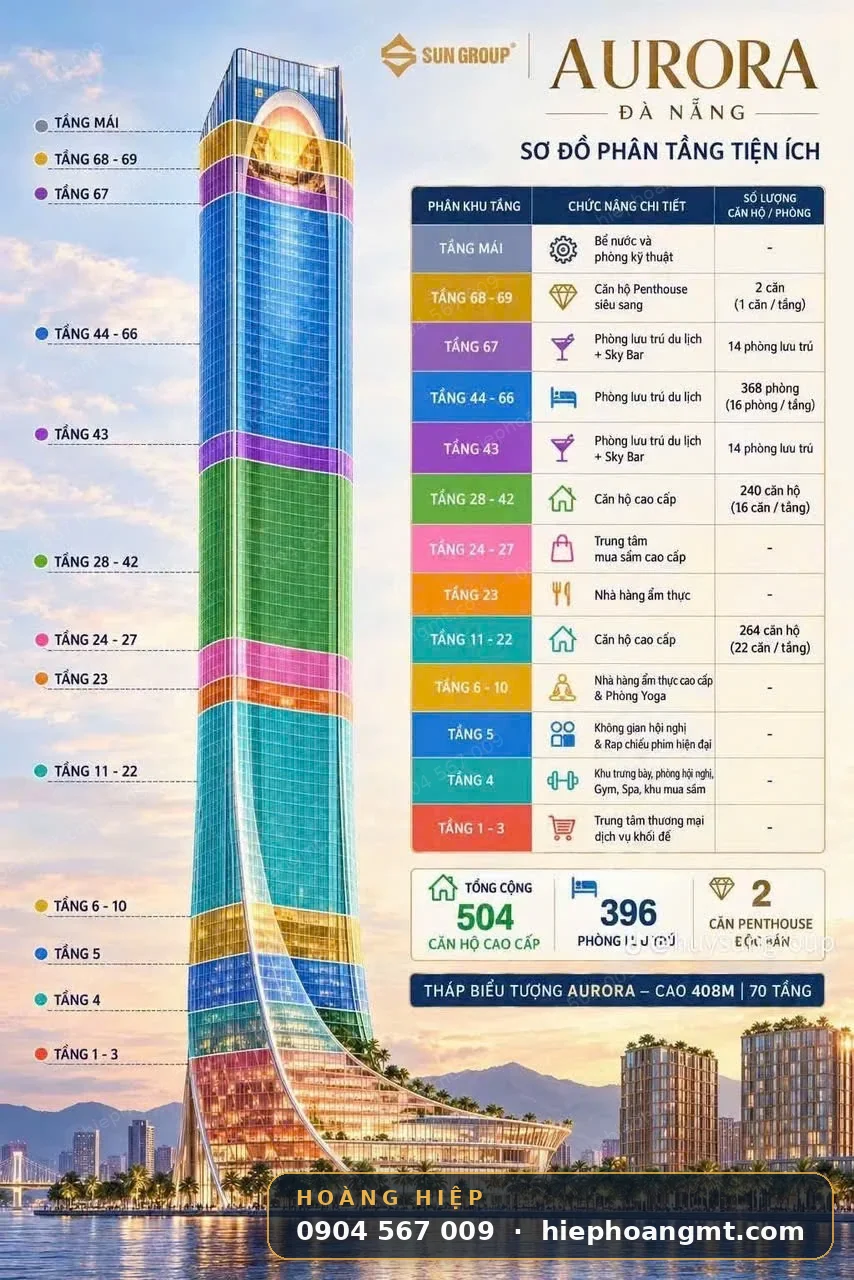 SUN GROUP®
AURORA
ĐÀ NẴNG
SƠ ĐỒ PHÂN TẦNG TIỆN ÍCH
TẦNG MÁI
TẦNG 68 - 69
TẦNG 67
TẦNG 44 - 66
TẦNG 43
TẦNG 28 - 42
TẦNG 24 - 27
TẦNG 23
TẦNG 11 - 22
TẦNG 6 - 10
TẦNG 5
TẦNG 4
TẦNG 1 - 3
PHÂN KHU TẦNG
CHỨC NĂNG CHI TIẾT
SỐ LƯỢNG
CĂN HỘ / PHÒNG
TẦNG MÁI
Bể nước và
phòng kỹ thuật
-
TẦNG 68 - 69
Căn hộ Penthouse
siêu sang
2 căn
(1 căn / tầng)
TẦNG 67
Phòng lưu trú du lịch
+ Sky Bar
14 phòng lưu trú
TẦNG 44 - 66
Phòng lưu trú du lịch
368 phòng
(16 phòng / tầng)
TẦNG 43
Phòng lưu trú du lịch
+ Sky Bar
14 phòng lưu trú
TẦNG 28 - 42
Căn hộ cao cấp
240 căn hộ
(16 căn / tầng)
TẦNG 24 - 27
Trung tâm
mua sắm cao cấp
-
TẦNG 23
Nhà hàng ẩm thực
-
TẦNG 11 - 22
Căn hộ cao cấp
264 căn hộ
(22 căn / tầng)
TẦNG 6 - 10
Nhà hàng ẩm thực cao cấp
& Phòng Yoga
-
TẦNG 5
Không gian hội nghị
& Rạp chiếu phim hiện đại
-
TẦNG 4
Khu trưng bày, phòng hội nghị,
Gym, Spa, khu mua sắm
-
TẦNG 1 - 3
Trung tâm thương mại
dịch vụ khối đế
-
TỔNG CỘNG
504
CĂN HỘ CAO CẤP
396
PHÒNG LƯU TRÚ
2
CĂN PENTHOUSE
ĐỘC BẢN
THÁP BIỂU TƯỢNG AURORA – CAO 408M | 70 TẦNG
HOÀNG HIỆP
0904 567 009 · hiephoangmt.com